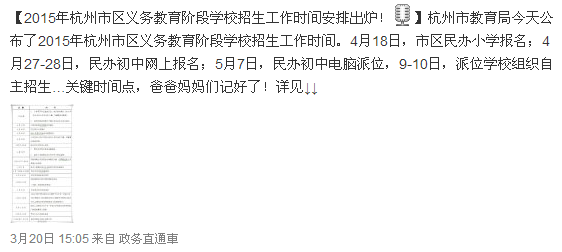 【2015年杭州市区义务教育阶段学校招生工作时间安排出炉！】杭州市教育局今天公
布了2015年杭州市区义务教育阶段学校招生工作时间。4月18日，市区民办小学报名；4
月27-28日，民办初中网上报名；5月7日，民办初中电脑派位，9-10日，派位学校组织自
主招生…关键时间点，爸爸妈妈们记好了！详见↓↓
3月20日 15:05 来自 政务直通車